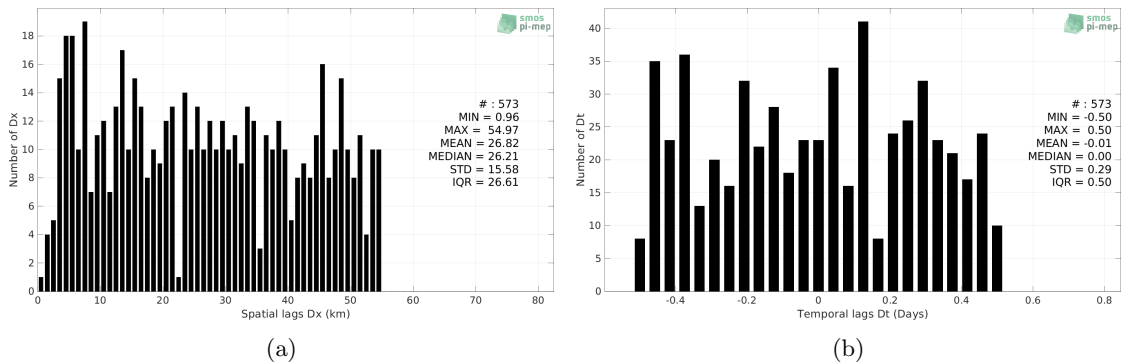 smos
pi-mep
18
16
14
12
10
8
6
4
2
0
Number of Dx
# : 573
MIN = 0.96
MAX = 54.97
MEAN = 26.82
MEDIAN = 26.21
STD = 15.58
IQR = 26.61
0 10 20 30 40 50 60 70 80
Spatial lags Dx (km)
(a)
smos
pi-mep
40
35
30
25
20
15
10
5
0
Number of Dt
# : 573
MIN = -0.50
MAX = 0.50
MEAN = -0.01
MEDIAN = 0.00
STD = 0.29
IQR = 0.50
-0.4 -0.2 0 0.2 0.4 0.6 0.8
Temporal lags Dt (Days)
(b)